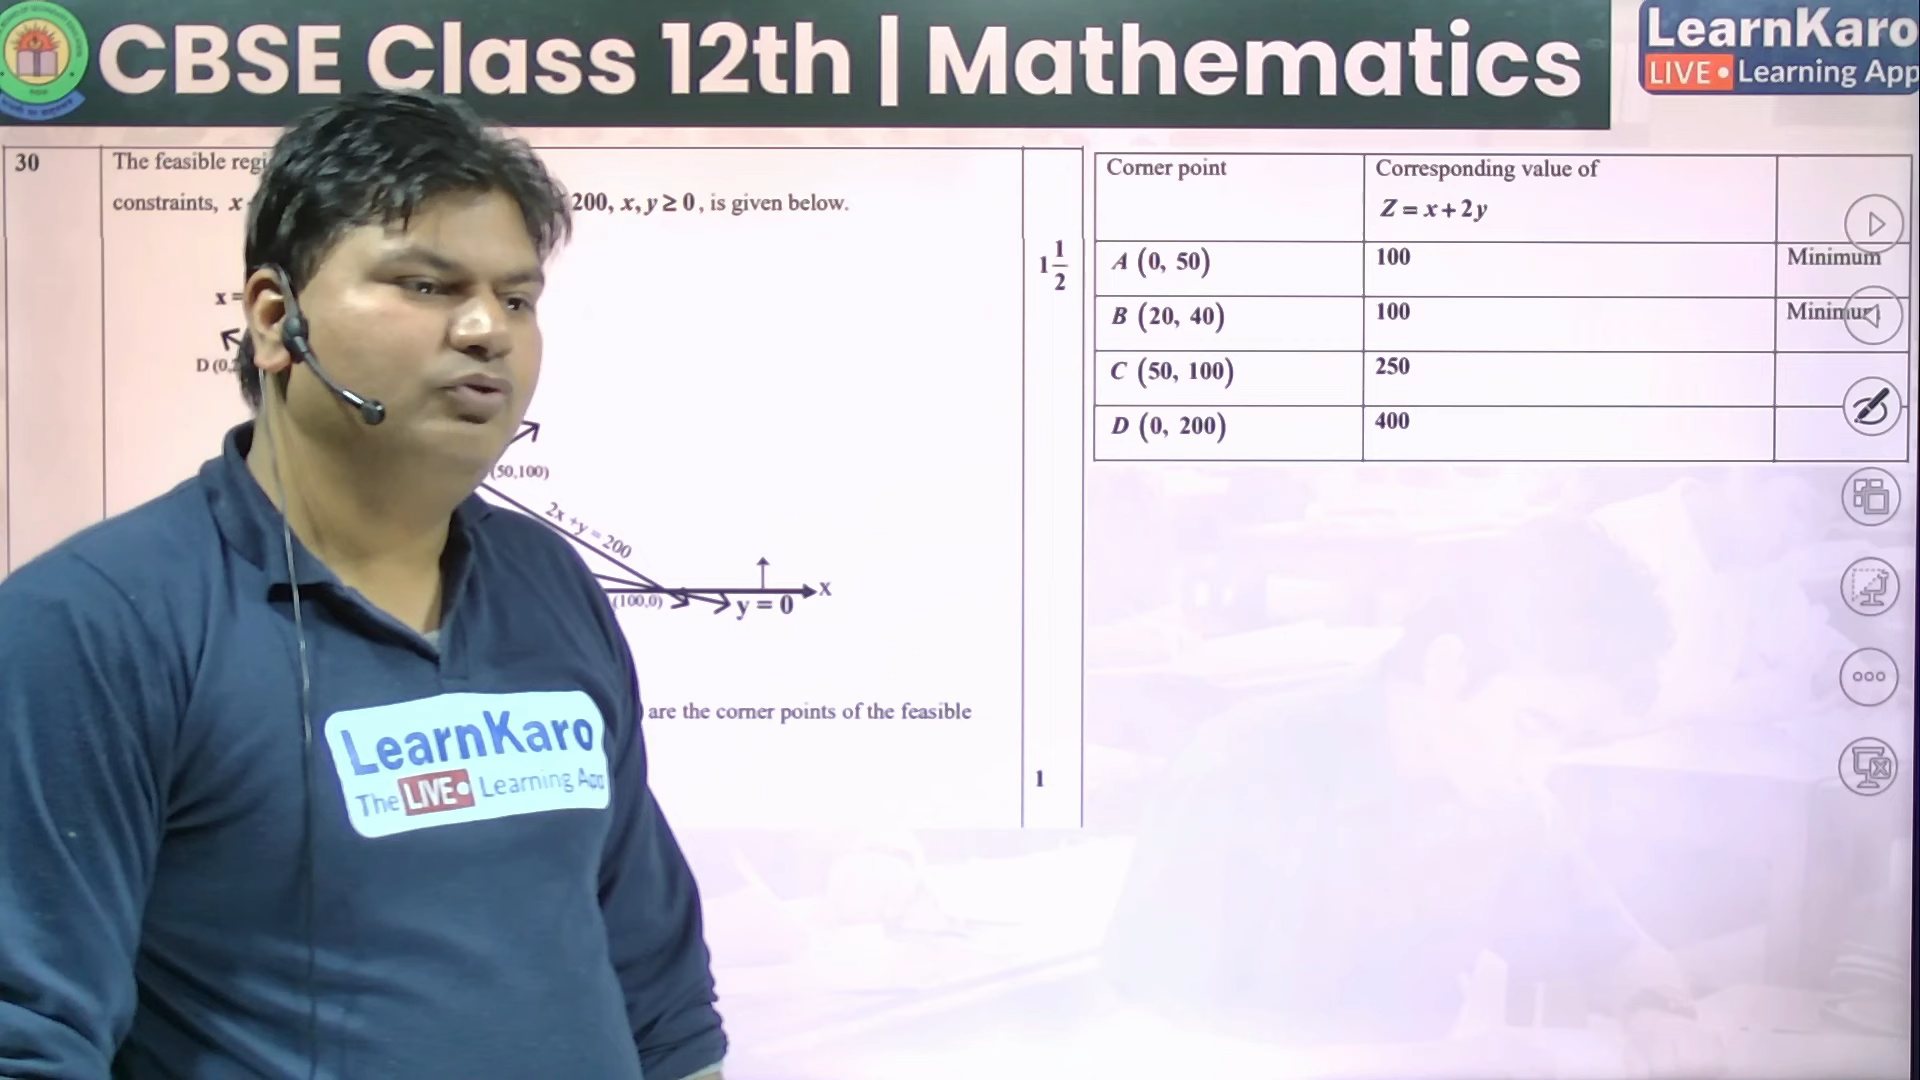 CBSE Class 12th | Mathematics
LearnKaro
LIVE • Learning App
30
The feasible regi
constraints, x
200, x, y ≥ 0, is given below.
1 1/2
x =
D (0,
(50,100)
2x + y = 200
(100,0)
y = 0
X
) are the corner points of the feasible
1
Corner point
Corresponding value of
Z = x + 2y
A (0, 50)
100
Minimum
B (20, 40)
100
Minimum
C (50, 100)
250
D (0, 200)
400
LearnKaro
The LIVE• Learning App